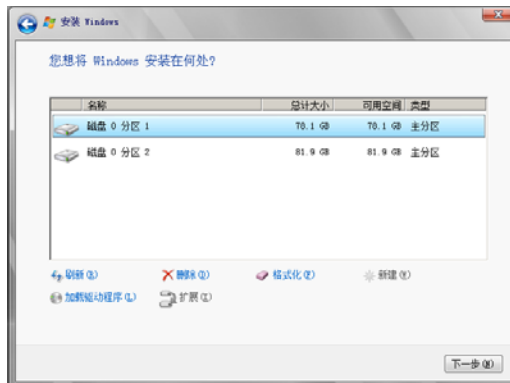 安装 Windows
您想将 Windows 安装在何处?
名称 总计大小 可用空间 类型
磁盘 0 分区 1 70.1 GB 70.1 GB 主分区
磁盘 0 分区 2 81.9 GB 81.9 GB 主分区
刷新(R) 删除(D) 格式化(F) 新建(E)
加载驱动程序(L) 扩展(X)
下一步(N)